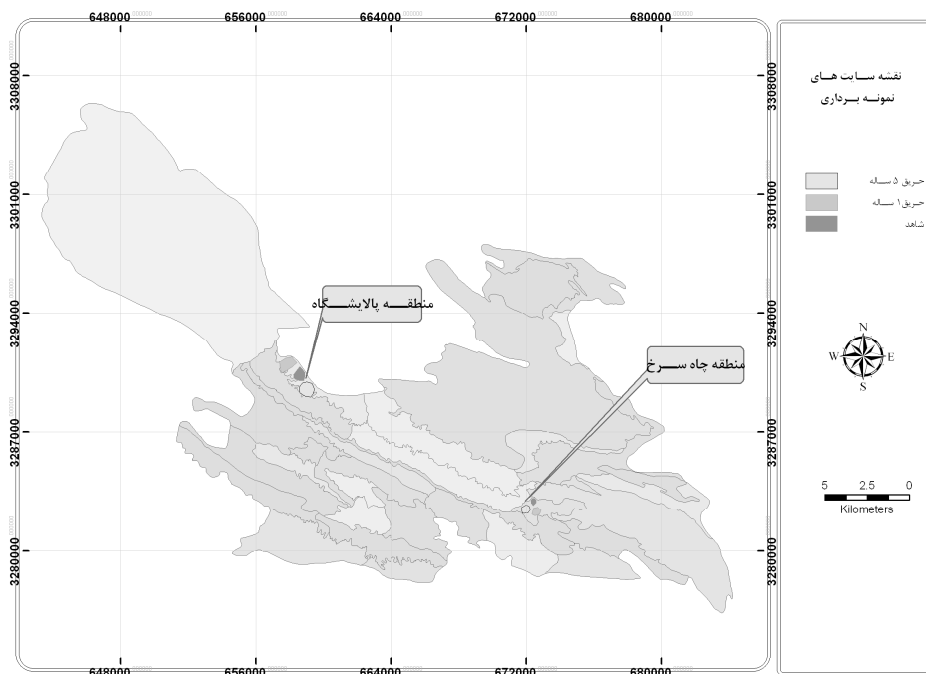 648000 656000 664000 672000 680000
3308000 3308000
3301000 3301000
3294000 3294000
3287000 3287000
3280000 3280000
648000 656000 664000 672000 680000
منطقه پالایشگاه
منطقه چاه سرخ
نقشه سایت های
نمونه برداری
حریق ۵ ساله
حریق ۱ ساله
شاهد
N
W E
S
5 2.5 0
Kilometers